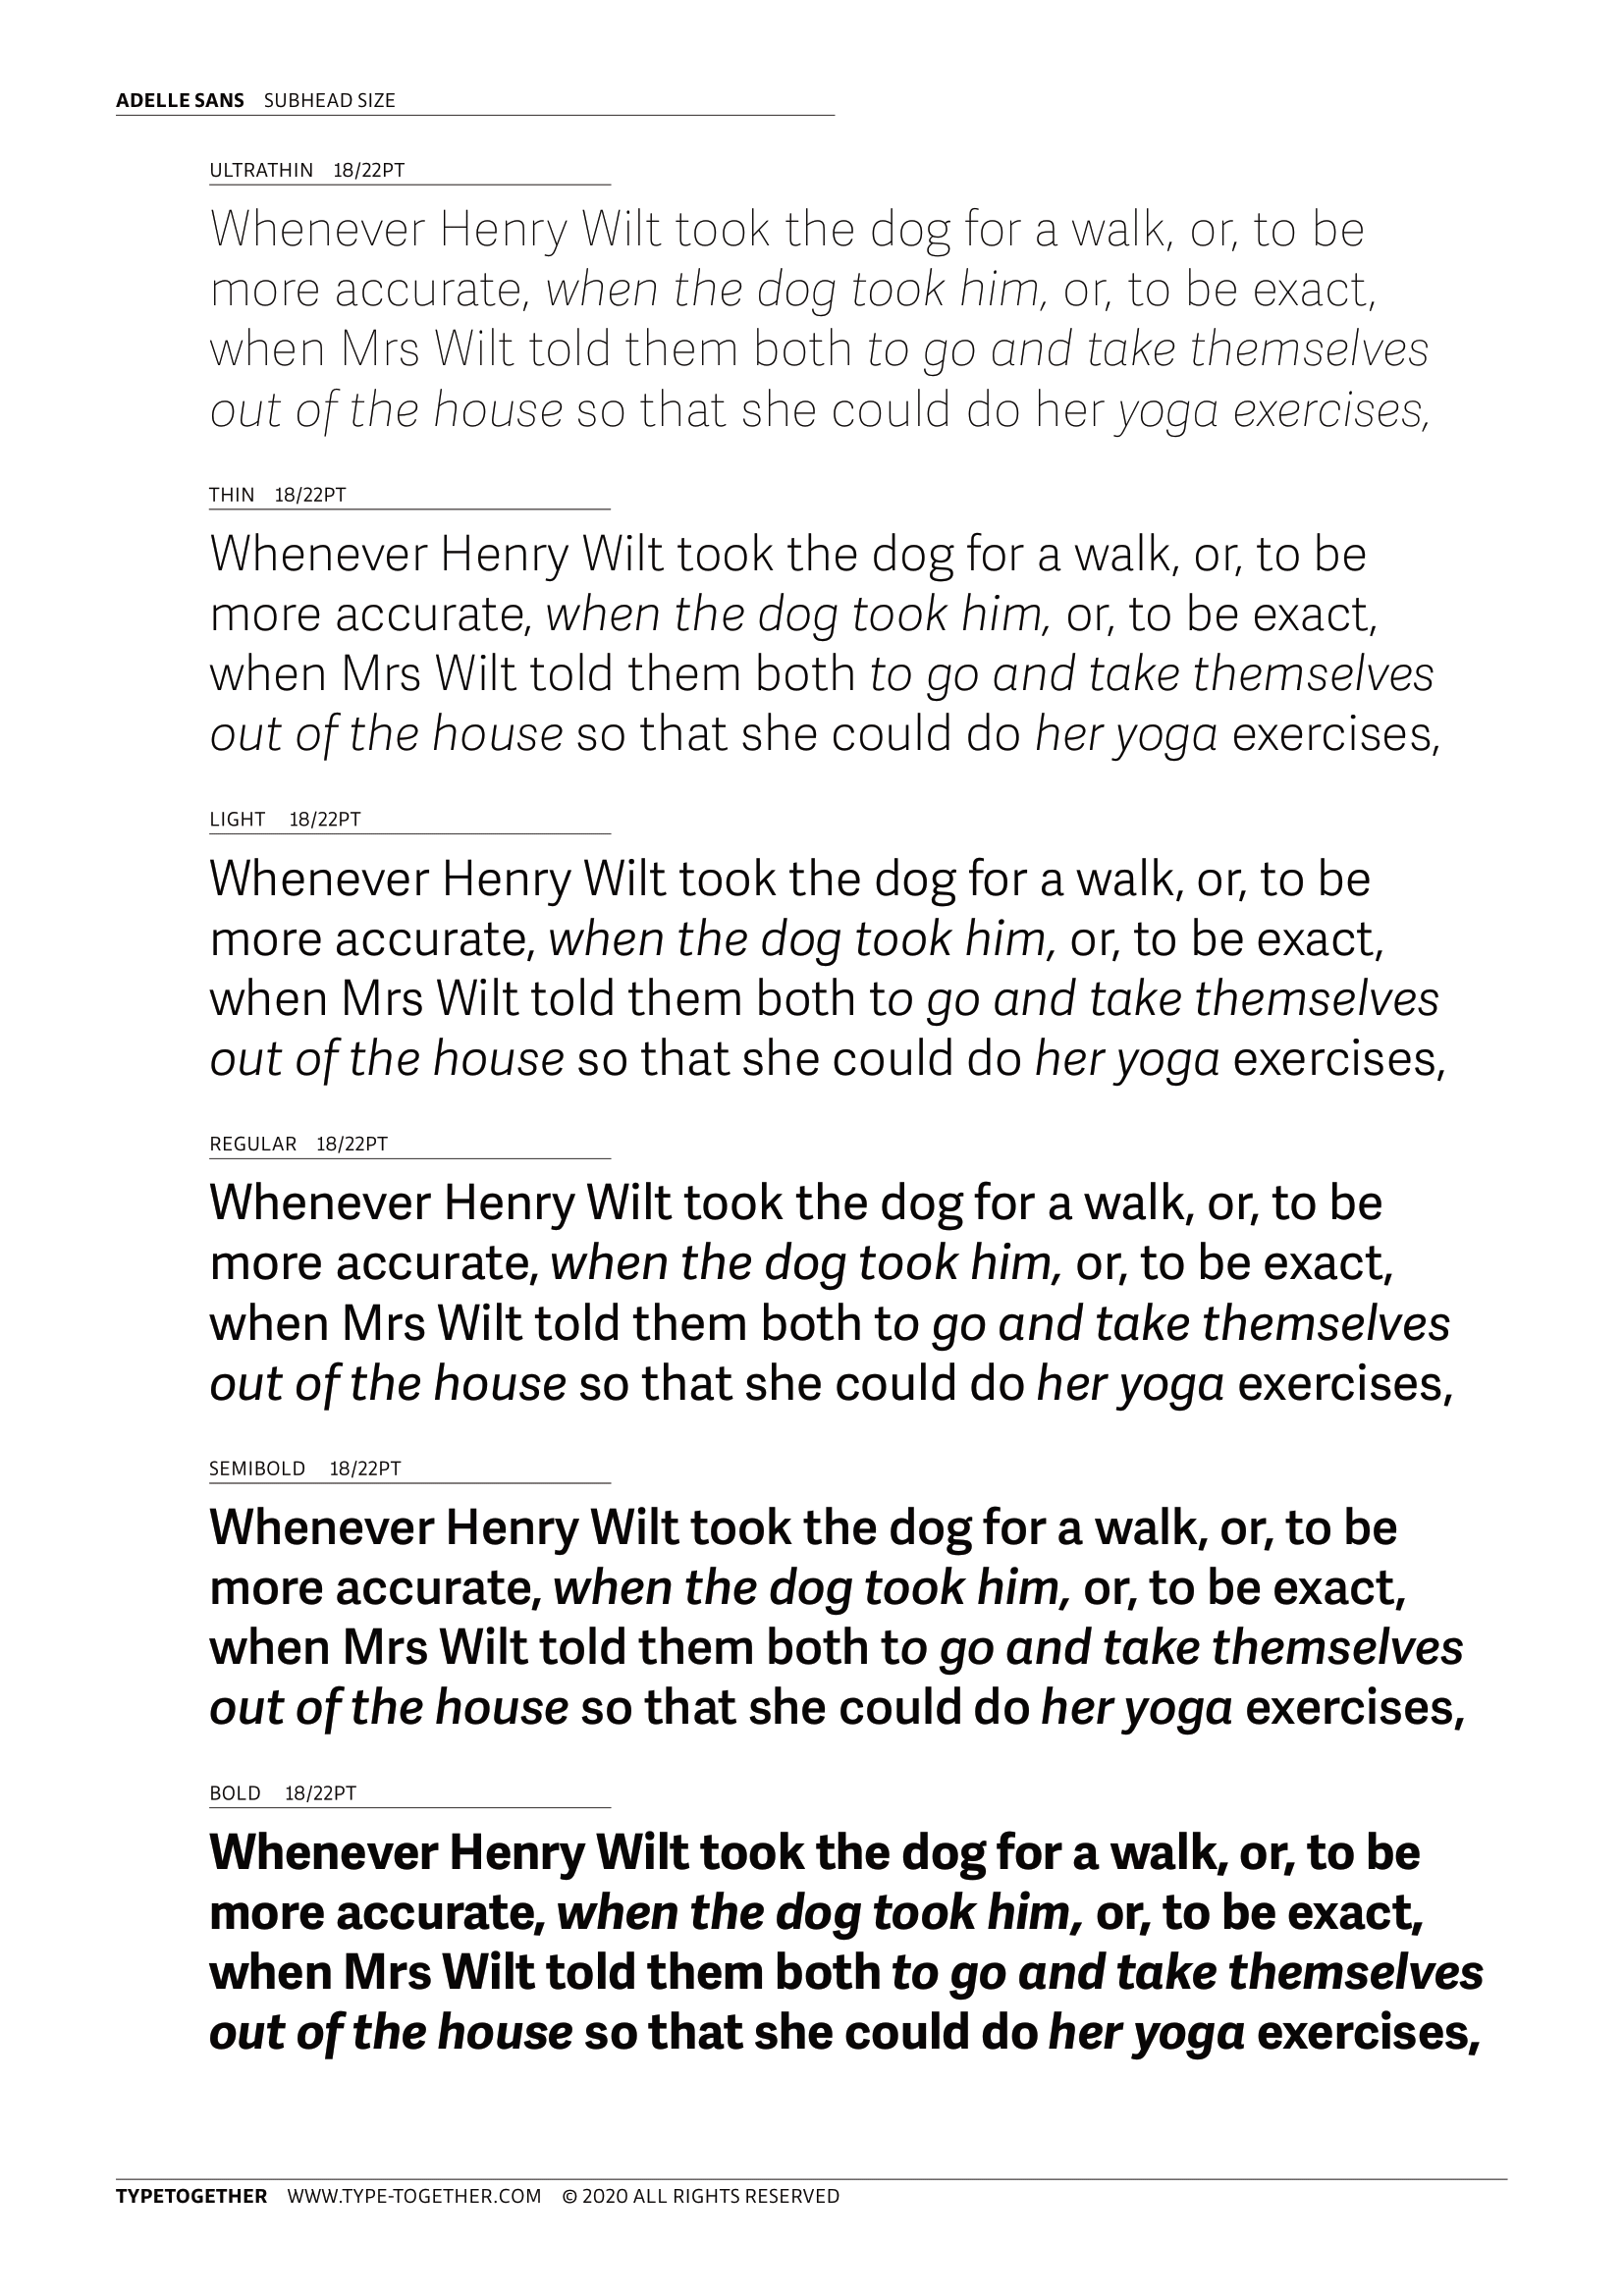 ADELLE SANS SUBHEAD SIZE
ULTRATHIN 18/22PT
Whenever Henry Wilt took the dog for a walk, or, to be
more accurate, when the dog took him, or, to be exact,
when Mrs Wilt told them both to go and take themselves
out of the house so that she could do her yoga exercises,
THIN 18/22PT
Whenever Henry Wilt took the dog for a walk, or, to be
more accurate, when the dog took him, or, to be exact,
when Mrs Wilt told them both to go and take themselves
out of the house so that she could do her yoga exercises,
LIGHT 18/22PT
Whenever Henry Wilt took the dog for a walk, or, to be
more accurate, when the dog took him, or, to be exact,
when Mrs Wilt told them both to go and take themselves
out of the house so that she could do her yoga exercises,
REGULAR 18/22PT
Whenever Henry Wilt took the dog for a walk, or, to be
more accurate, when the dog took him, or, to be exact,
when Mrs Wilt told them both to go and take themselves
out of the house so that she could do her yoga exercises,
SEMIBOLD 18/22PT
Whenever Henry Wilt took the dog for a walk, or, to be
more accurate, when the dog took him, or, to be exact,
when Mrs Wilt told them both to go and take themselves
out of the house so that she could do her yoga exercises,
BOLD 18/22PT
Whenever Henry Wilt took the dog for a walk, or, to be
more accurate, when the dog took him, or, to be exact,
when Mrs Wilt told them both to go and take themselves
out of the house so that she could do her yoga exercises,
TYPETOGETHER WWW.TYPE-TOGETHER.COM © 2020 ALL RIGHTS RESERVED